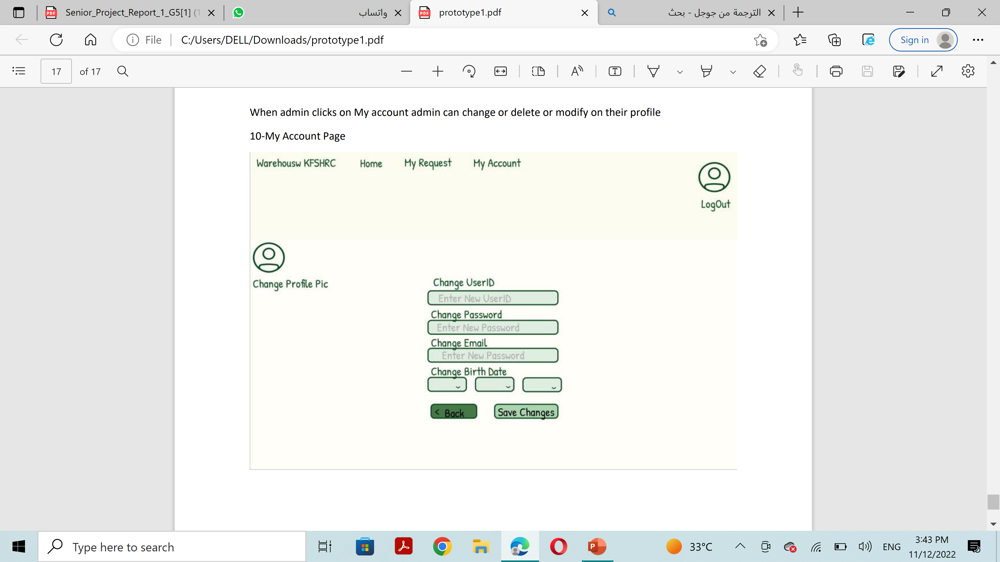 Senior_Project_Report_1_G5[1] (1
واتساب
prototype1.pdf
الترجمة من جوجل - بحث
File
C:/Users/DELL/Downloads/prototype1.pdf
Sign in
17 of 17
When admin clicks on My account admin can change or delete or modify on their profile
10-My Account Page
Warehousw KFSHRC Home My Request My Account
LogOut
Change Profile Pic
Change UserID
Enter New UserID
Change Password
Enter New Password
Change Email
Enter New Password
Change Birth Date
< Back
Save Changes
Type here to search
33°C
ENG
3:43 PM
11/12/2022